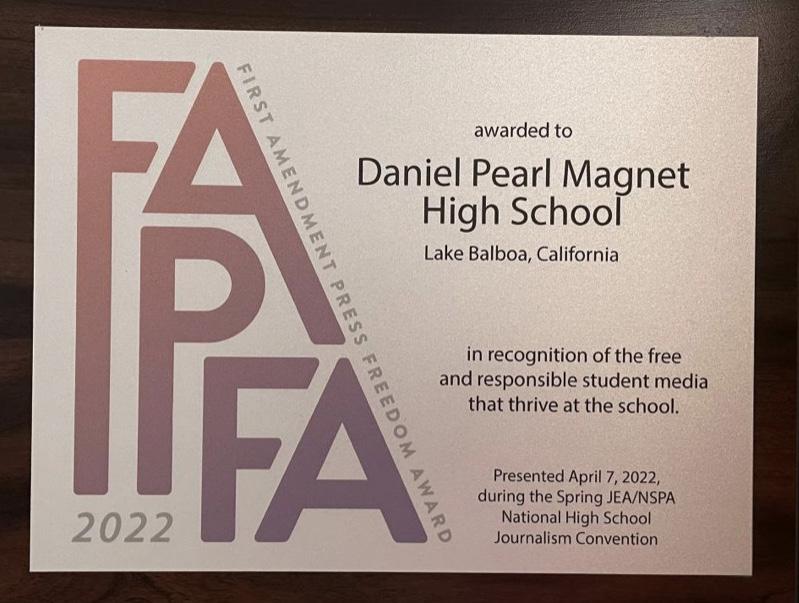 FAPFA
FIRST AMENDMENT PRESS FREEDOM AWARD
2022
awarded to
Daniel Pearl Magnet
High School
Lake Balboa, California
in recognition of the free
and responsible student media
that thrive at the school.
Presented April 7, 2022,
during the Spring JEA/NSPA
National High School
Journalism Convention